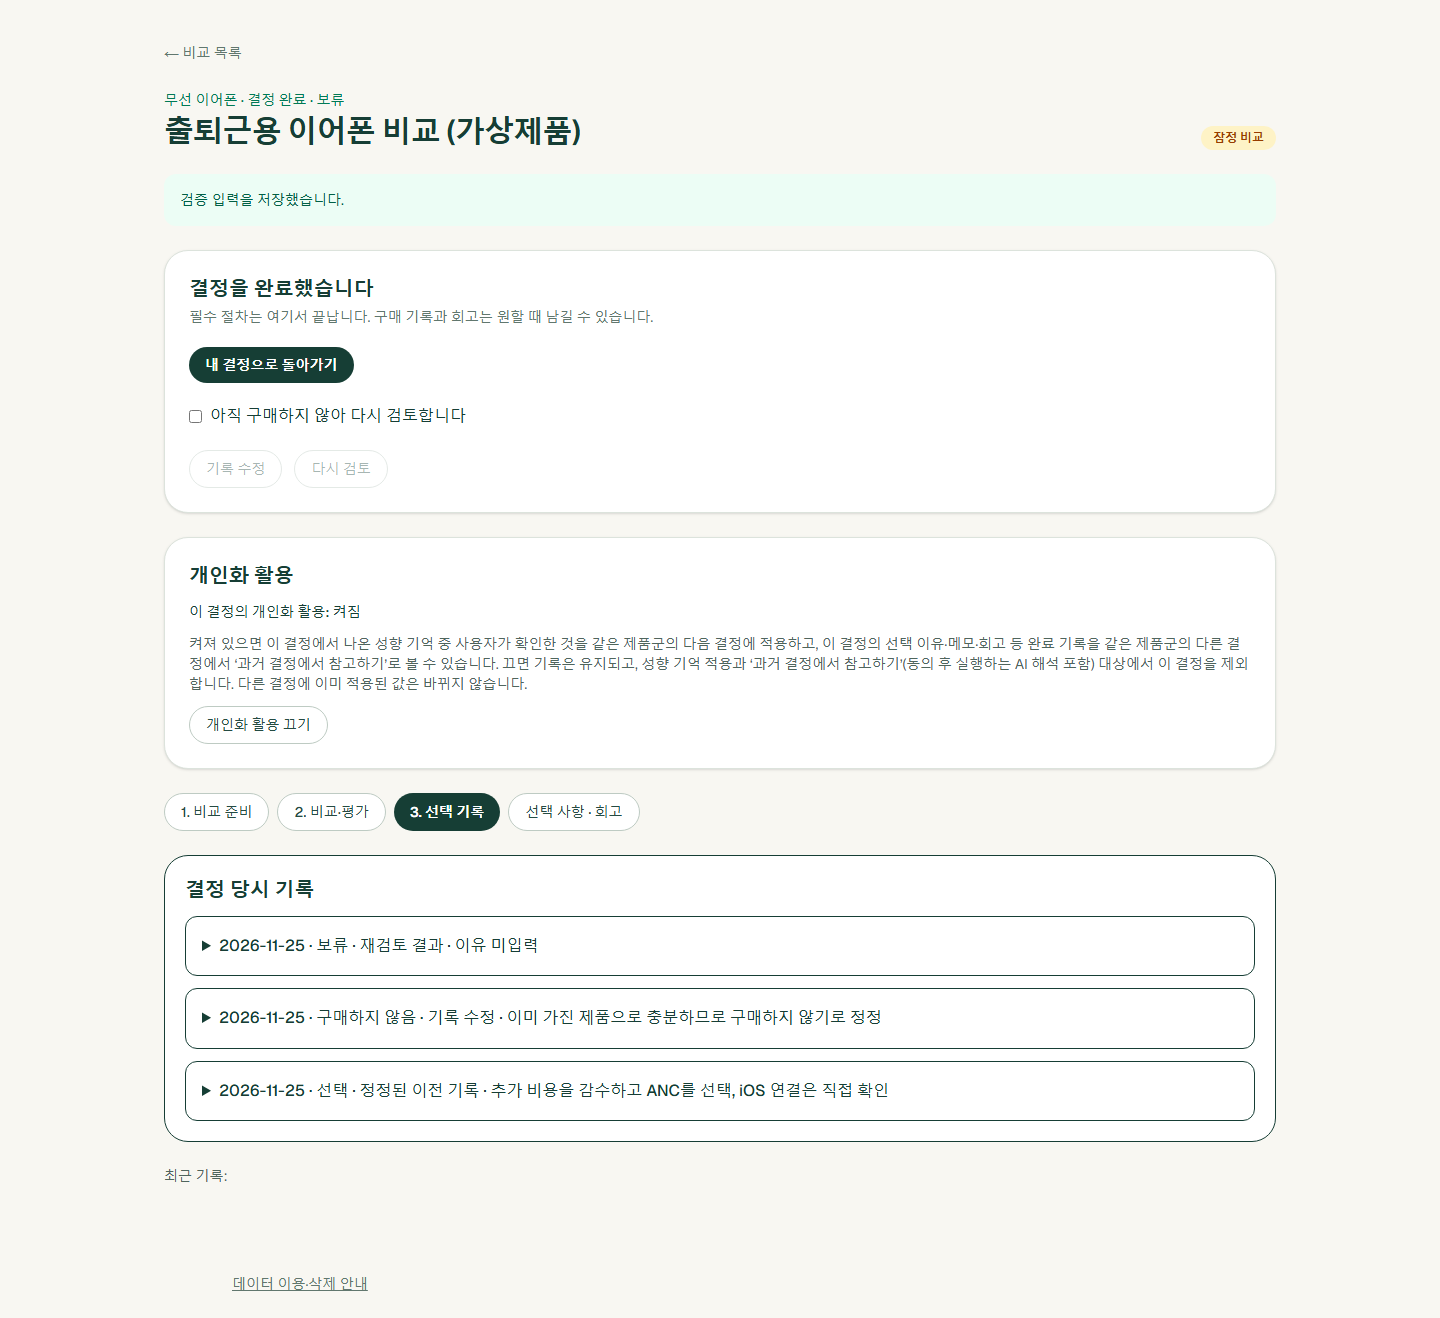 ← 비교 목록
무선 이어폰 · 결정 완료 · 보류
출퇴근용 이어폰 비교 (가상제품)
잠정 비교
검증 입력을 저장했습니다.
결정을 완료했습니다
필수 절차는 여기서 끝납니다. 구매 기록과 회고는 원할 때 남길 수 있습니다.
내 결정으로 돌아가기
아직 구매하지 않아 다시 검토합니다
기록 수정
다시 검토
개인화 활용
이 결정의 개인화 활용: 켜짐
켜져 있으면 이 결정에서 나온 성향 기억 중 사용자가 확인한 것을 같은 제품군의 다음 결정에 적용하고, 이 결정의 선택 이유·메모·회고 등 완료 기록을 같은 제품군의 다른 결
정에서 ‘과거 결정에서 참고하기’로 볼 수 있습니다. 끄면 기록은 유지되고, 성향 기억 적용과 ‘과거 결정에서 참고하기’(동의 후 실행하는 AI 해석 포함) 대상에서 이 결정을 제외
합니다. 다른 결정에 이미 적용된 값은 바뀌지 않습니다.
개인화 활용 끄기
1. 비교 준비
2. 비교·평가
3. 선택 기록
선택 사항 · 회고
결정 당시 기록
▶ 2026-11-25 · 보류 · 재검토 결과 · 이유 미입력
▶ 2026-11-25 · 구매하지 않음 · 기록 수정 · 이미 가진 제품으로 충분하므로 구매하지 않기로 정정
▶ 2026-11-25 · 선택 · 정정된 이전 기록 · 추가 비용을 감수하고 ANC를 선택, iOS 연결은 직접 확인
최근 기록:
데이터 이용·삭제 안내